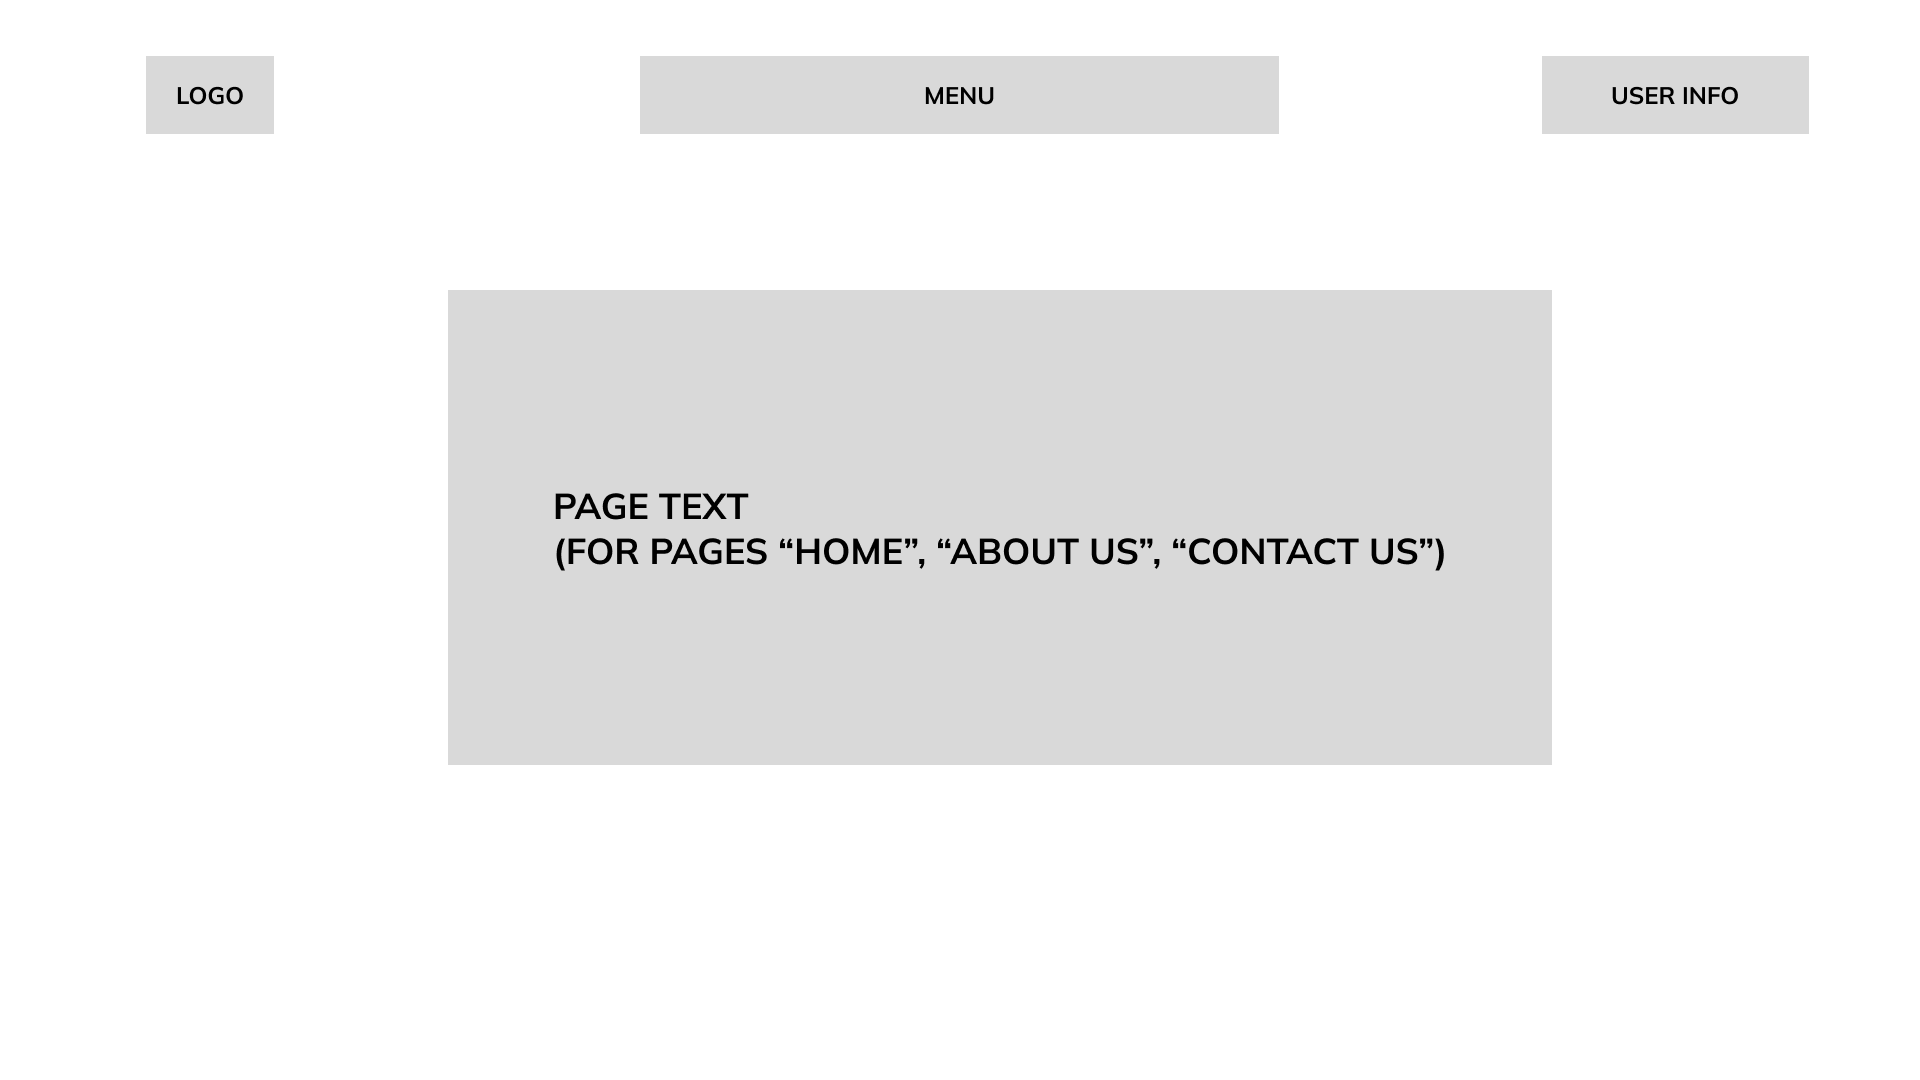 LOGO
MENU
USER INFO
PAGE TEXT
(FOR PAGES “HOME”, “ABOUT US”, “CONTACT US”)